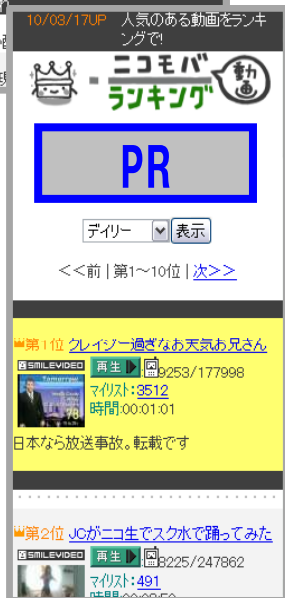 10/03/17UP 人気のある動画をランキ
ングで!
ニコモバ
ランキング
動画
PR
デイリー 表示
<<前 | 第1～10位 | 次>>
第1位 クレイジー過ぎなお天気お兄さん
SMILEVIDEO 再生 9253/177998
マイリスト:3512
時間:00:01:01
Tomorrow
78
日本なら放送事故。転載です
第2位 JCがニコ生でスク水で踊ってみた
SMILEVIDEO 再生 8225/247862
マイリスト:491